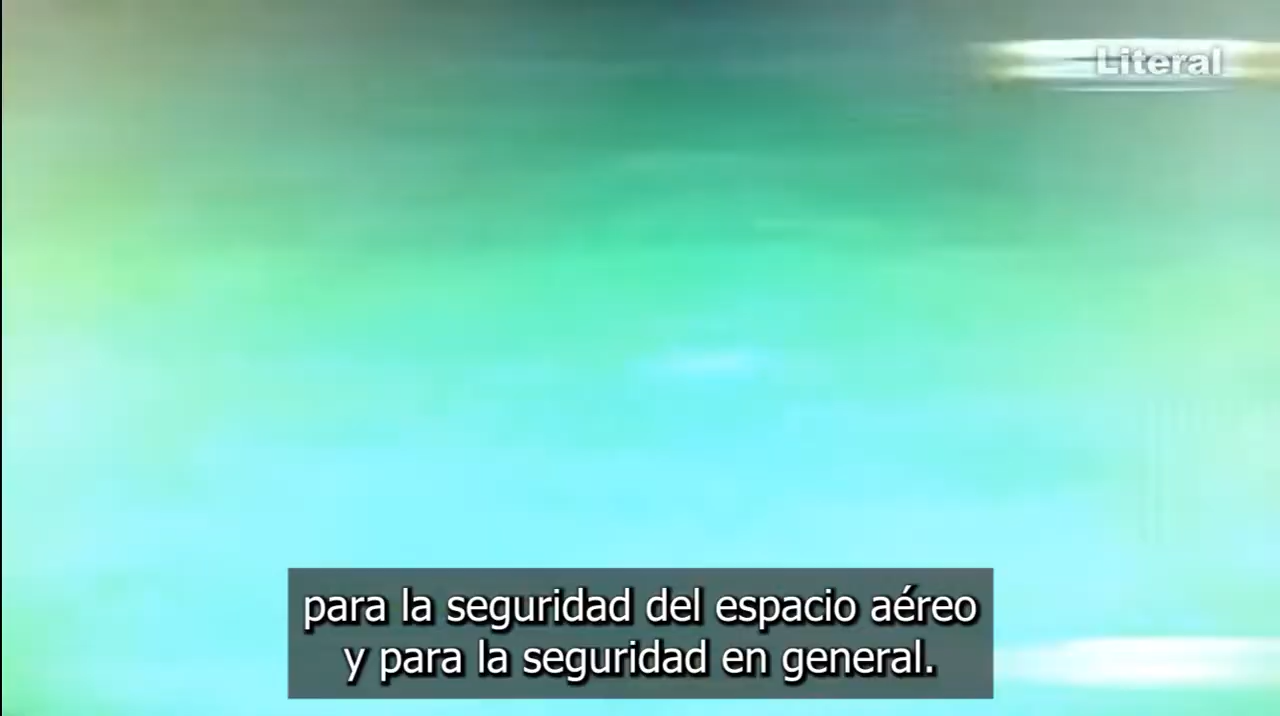 Literal
para la seguridad del espacio aéreo
y para la seguridad en general.